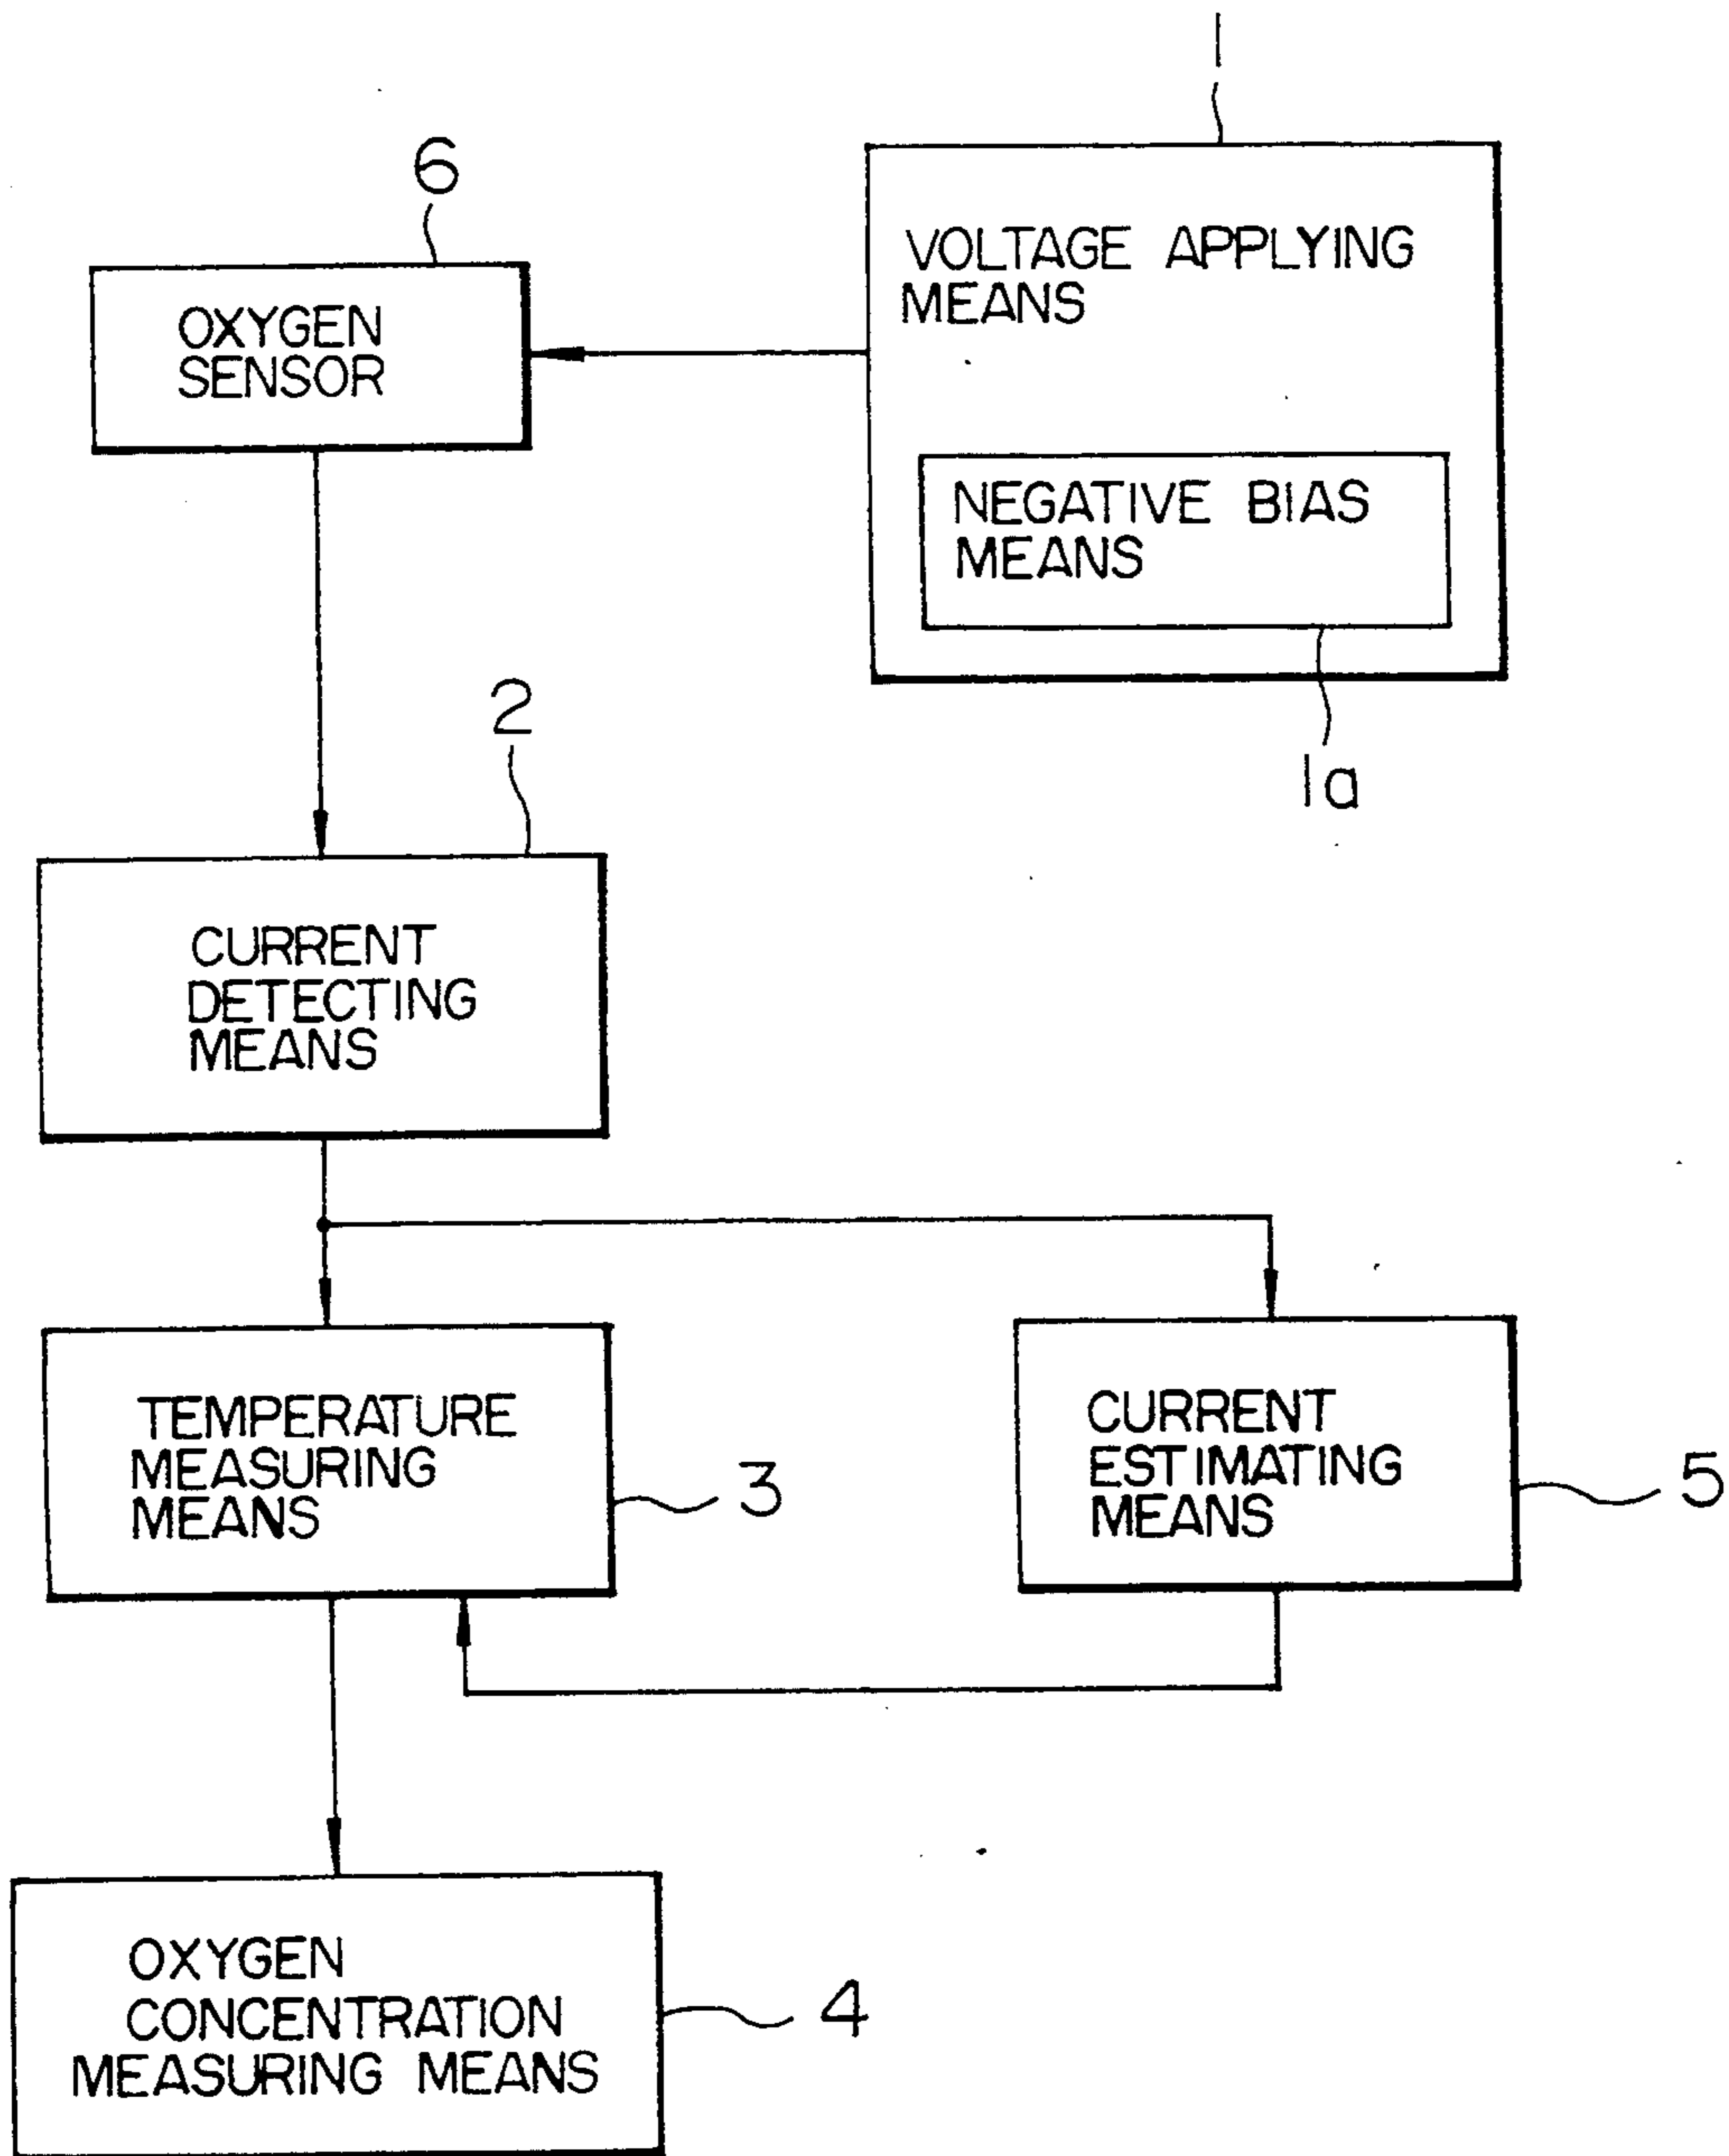 1
6
VOLTAGE APPLYING
MEANS
OXYGEN
SENSOR
NEGATIVE BIAS
MEANS
1a
2
CURRENT
DETECTING
MEANS
TEMPERATURE
MEASURING
MEANS
3
CURRENT
ESTIMATING
MEANS
5
OXYGEN
CONCENTRATION
MEASURING MEANS
4